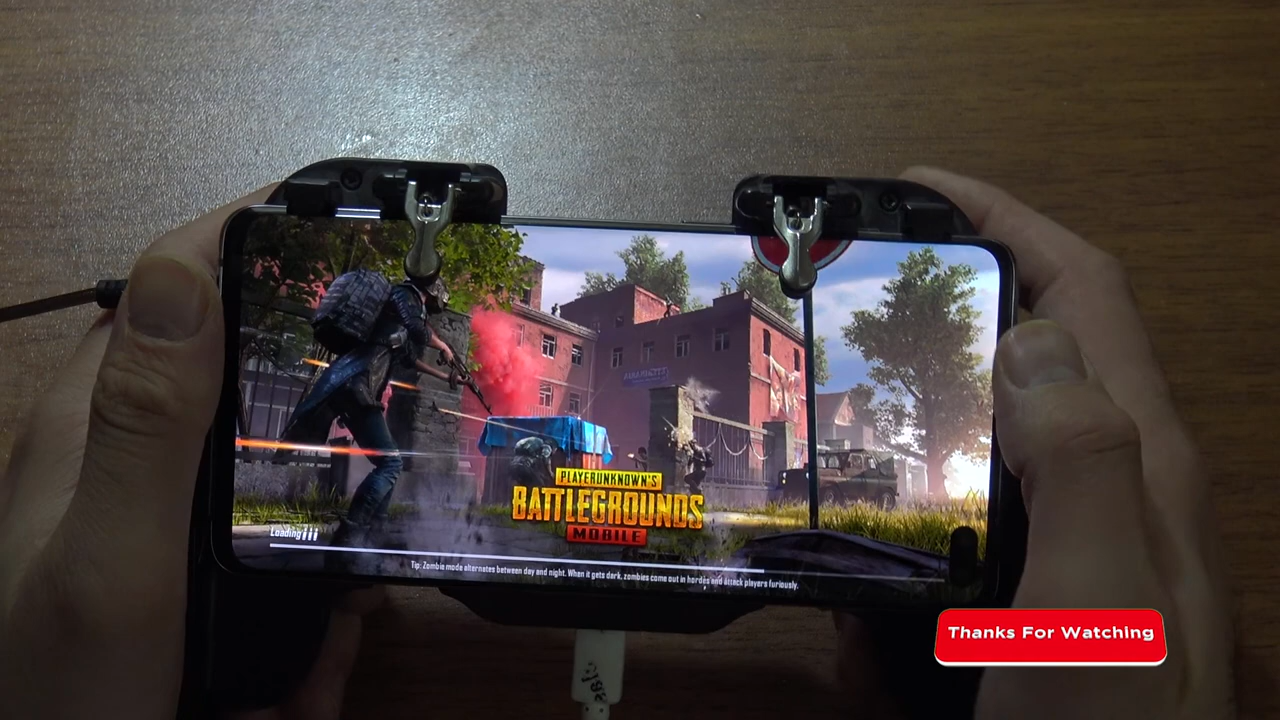 PLAYERUNKNOWN'S
BATTLEGROUNDS
MOBILE
Loading
Tip: Zombie mode alternates between day and night. When it gets dark, zombies come out in hordes and attack players furiously.
Thanks For Watching